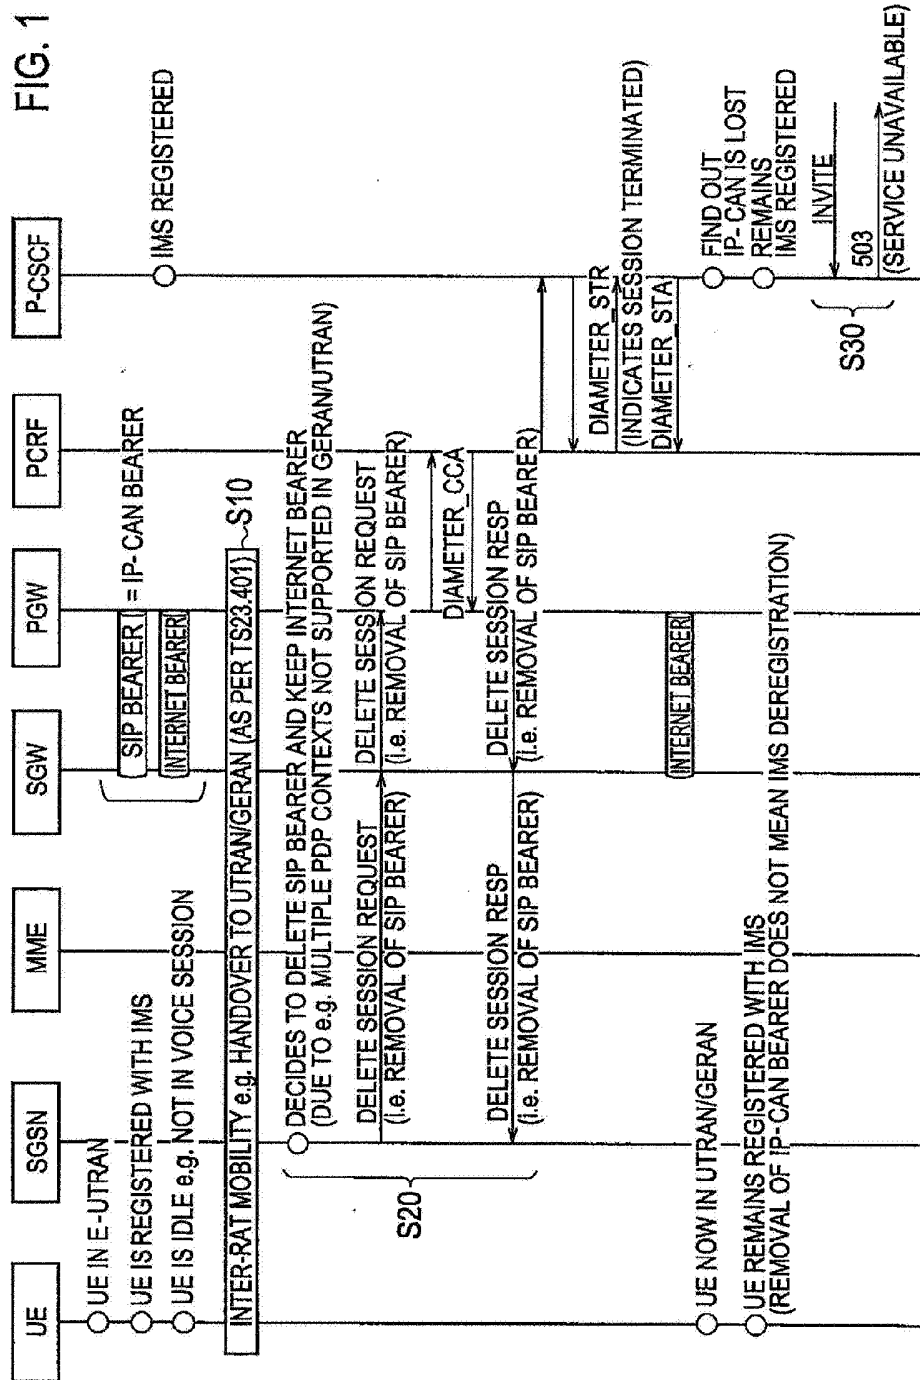 FIG. 1
UE
SGSN
MME
SGW
PGW
PCRF
P-CSCF
UE IN E-UTRAN
UE IS REGISTERED WITH IMS
UE IS IDLE e.g. NOT IN VOICE SESSION
SIP BEARER
= IP-CAN BEARER
INTERNET BEARER
IMS REGISTERED
INTER-RAT MOBILITY e.g. HANDOVER TO UTRAN/GERAN (AS PER TS23.401)
S10
DECIDES TO DELETE SIP BEARER AND KEEP INTERNET BEARER
(DUE TO e.g. MULTIPLE PDP CONTEXTS NOT SUPPORTED IN GERAN/UTRAN)
DELETE SESSION REQUEST
(i.e. REMOVAL OF SIP BEARER)
DELETE SESSION REQUEST
(i.e. REMOVAL OF SIP BEARER)
DIAMETER_CCA
S20
DELETE SESSION RESP
(i.e. REMOVAL OF SIP BEARER)
DELETE SESSION RESP
(i.e. REMOVAL OF SIP BEARER)
DIAMETER_STR
(INDICATES SESSION TERMINATED)
DIAMETER_STA
INTERNET BEARER
UE NOW IN UTRAN/GERAN
FIND OUT
IP-CAN IS LOST
UE REMAINS REGISTERED WITH IMS
(REMOVAL OF IP-CAN BEARER DOES NOT MEAN IMS DEREGISTRATION)
REMAINS
IMS REGISTERED
INVITE
S30
503
(SERVICE UNAVAILABLE)